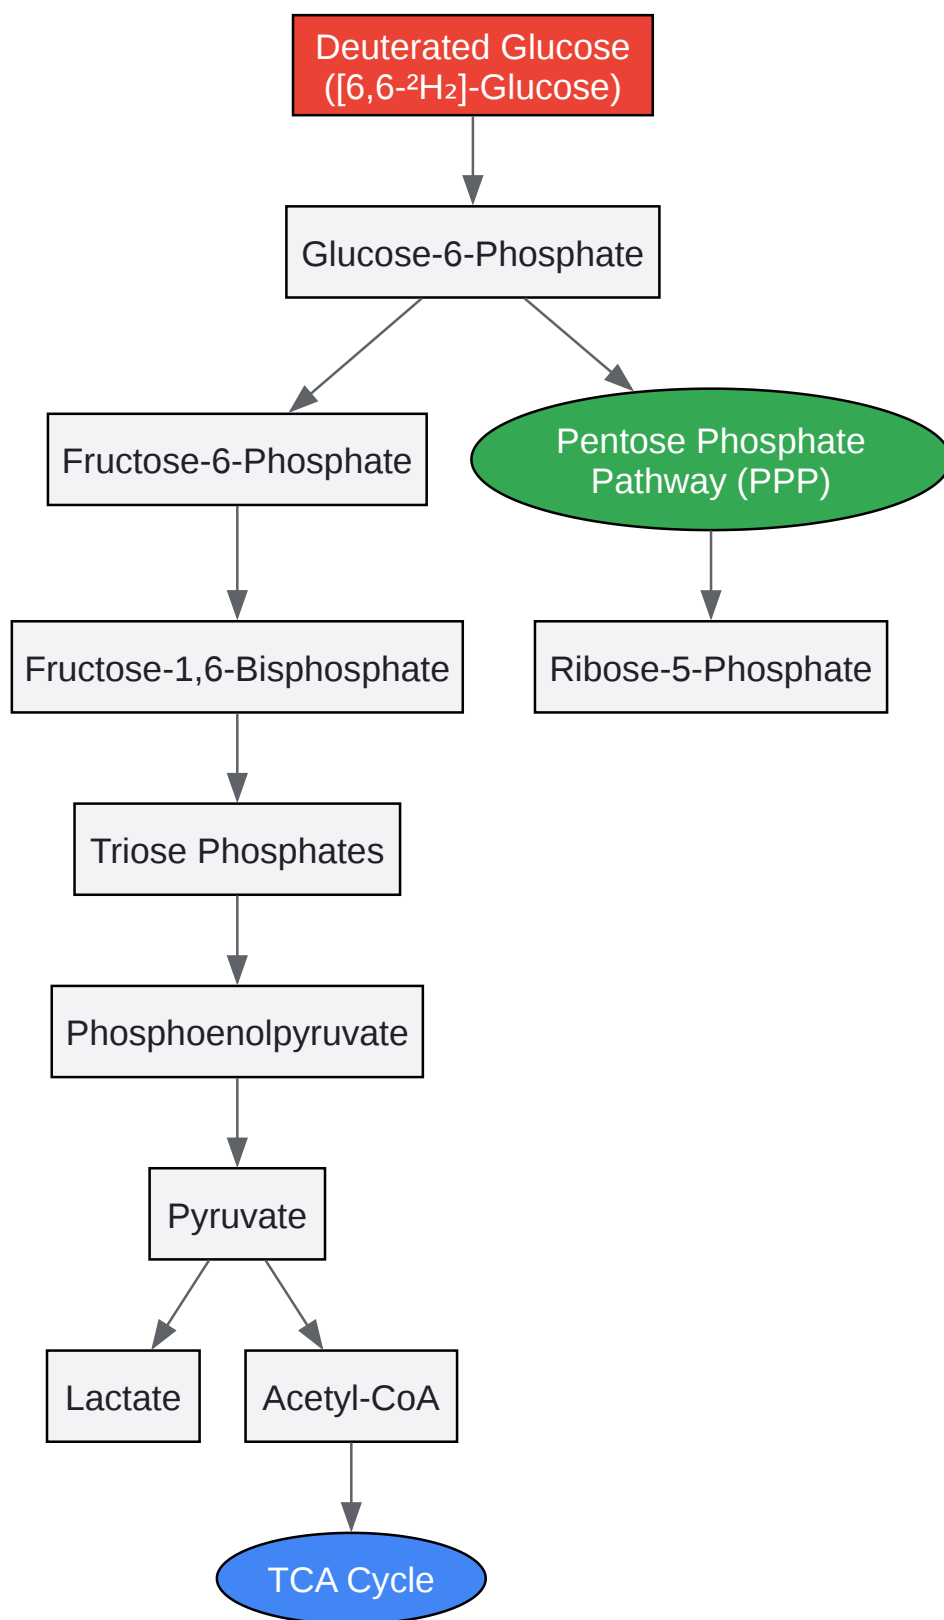 Deuterated Glucose
([6,6-²H₂]-Glucose)
Glucose-6-Phosphate
Fructose-6-Phosphate
Pentose Phosphate
Pathway (PPP)
Fructose-1,6-Bisphosphate
Ribose-5-Phosphate
Triose Phosphates
Phosphoenolpyruvate
Pyruvate
Lactate
Acetyl-CoA
TCA Cycle